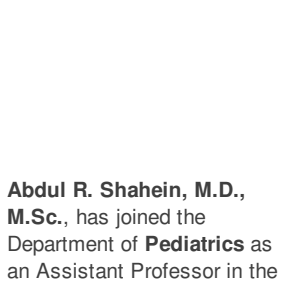 Abdul R. Shahein, M.D.,
M.Sc., has joined the
Department of Pediatrics as
an Assistant Professor in the